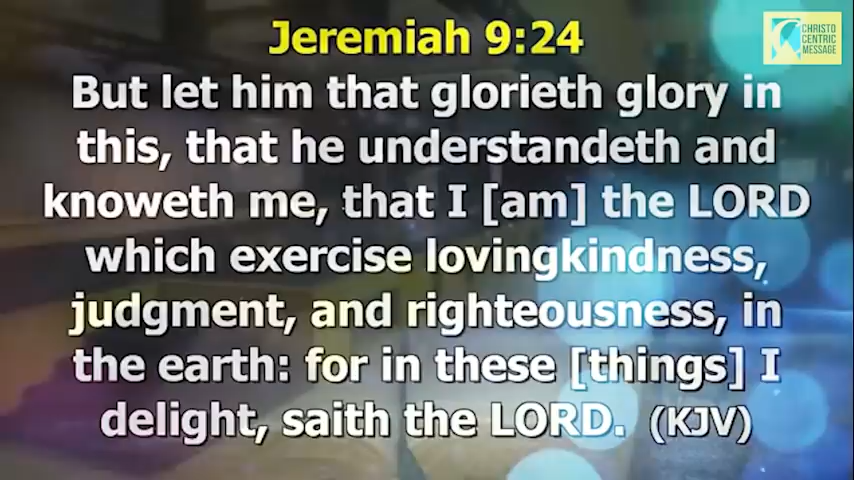 Jeremiah 9:24
CHRISTO
CENTRIC
MESSAGE
But let him that glorieth glory in
this, that he understandeth and
knoweth me, that I [am] the LORD
which exercise lovingkindness,
judgment, and righteousness, in
the earth: for in these [things] I
delight, saith the LORD. (KJV)